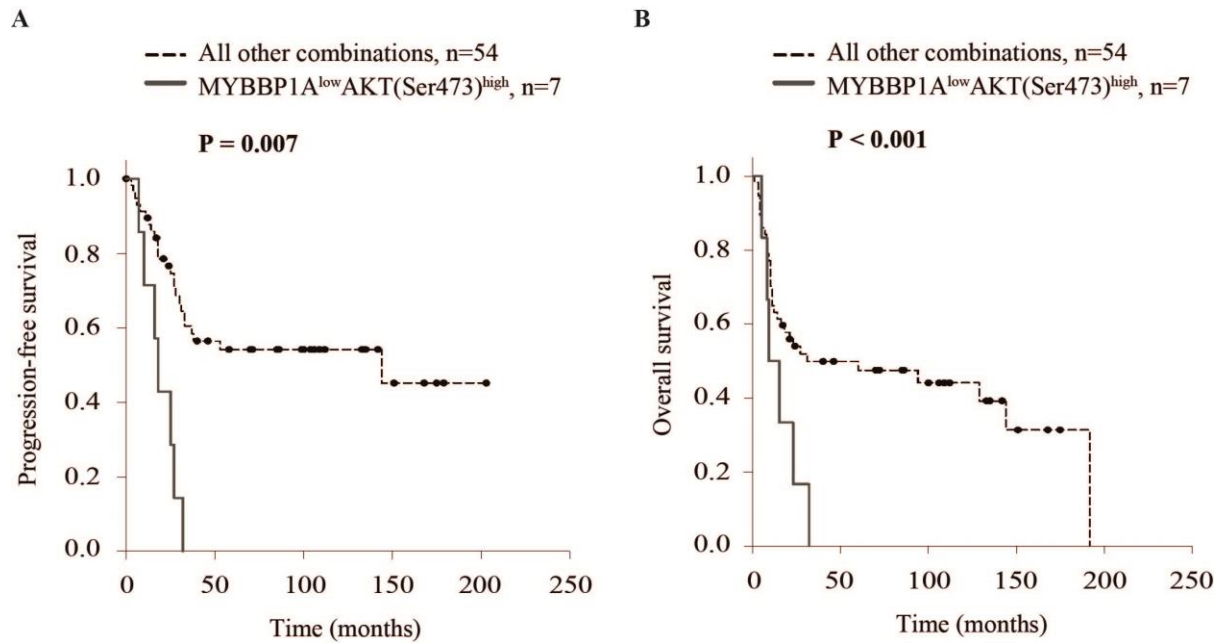 A
All other combinations, n=54
MYBBP1AlowAKT(Ser473)high, n=7
P = 0.007
Progression-free survival
1.0
0.8
0.6
0.4
0.2
0.0
0 50 100 150 200 250
Time (months)
B
All other combinations, n=54
MYBBP1AlowAKT(Ser473)high, n=7
P < 0.001
Overall survival
1.0
0.8
0.6
0.4
0.2
0.0
0 50 100 150 200 250
Time (months)